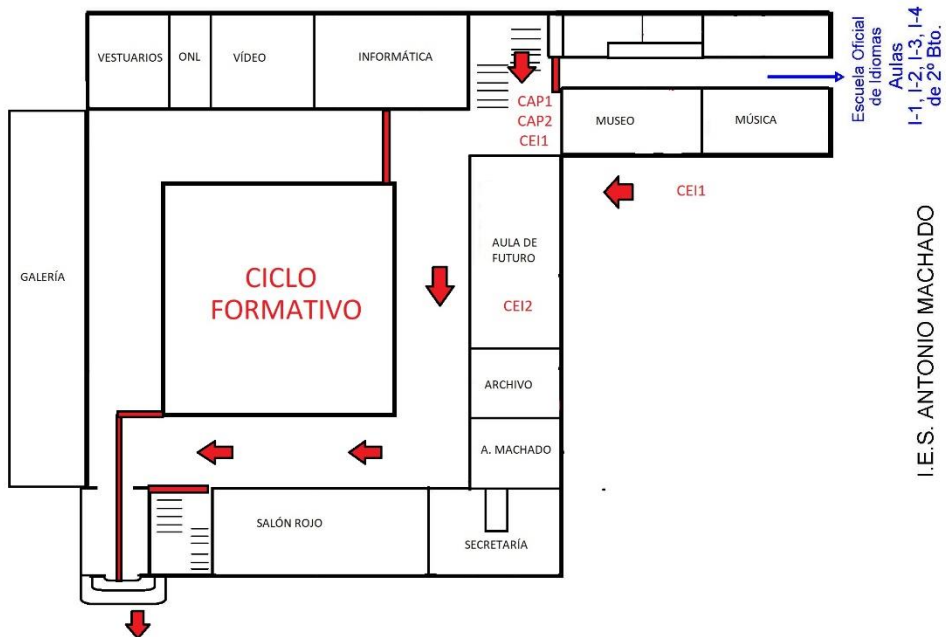 VESTUARIOS
ONL
VÍDEO
INFORMÁTICA
CAP1
CAP2
CEI1
MUSEO
MÚSICA
Escuela Oficial
de Idiomas
Aulas
I-1, I-2, I-3, I-4
de 2º Bto.
CEI1
GALERÍA
CICLO
FORMATIVO
AULA DE
FUTURO
CEI2
ARCHIVO
A. MACHADO
SALÓN ROJO
SECRETARÍA
I.E.S. ANTONIO MACHADO